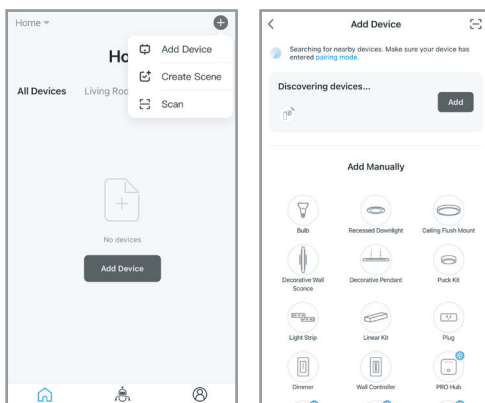 Home
Add Device
Create Scene
Scan
Ho
All Devices Living Roo
No devices
Add Device
Add Device
Searching for nearby devices. Make sure your device has
entered pairing mode.
Discovering devices...
Add
Add Manually
Bulb Recessed Downlight Ceiling Flush Mount
Decorative Wall
Sconce
Decorative Pendant Puck Kit
Light Strip Linear Kit Plug
Dimmer Wall Controller PRO Hub